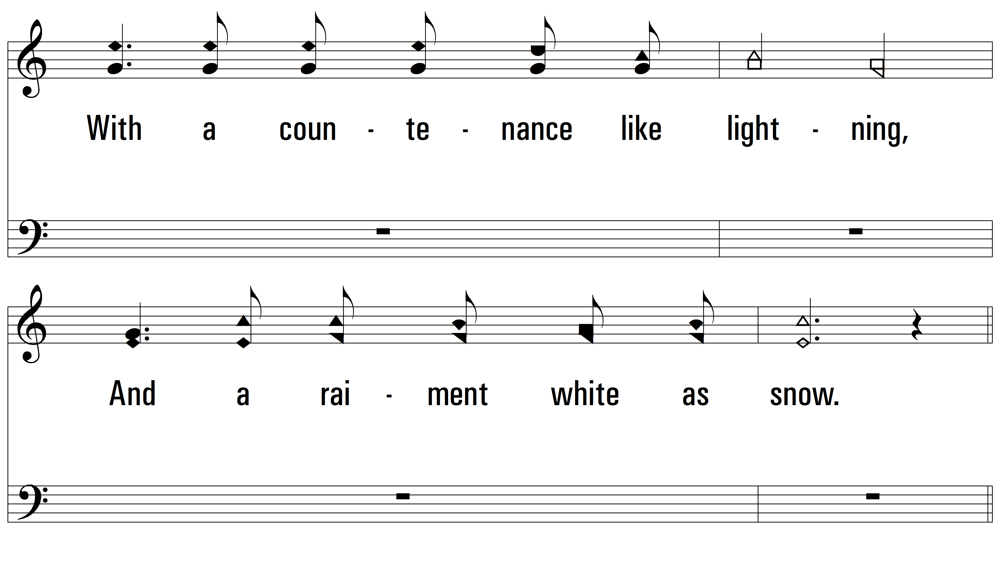 With a coun - te - nance like light - ning,
And a rai - ment white as snow.